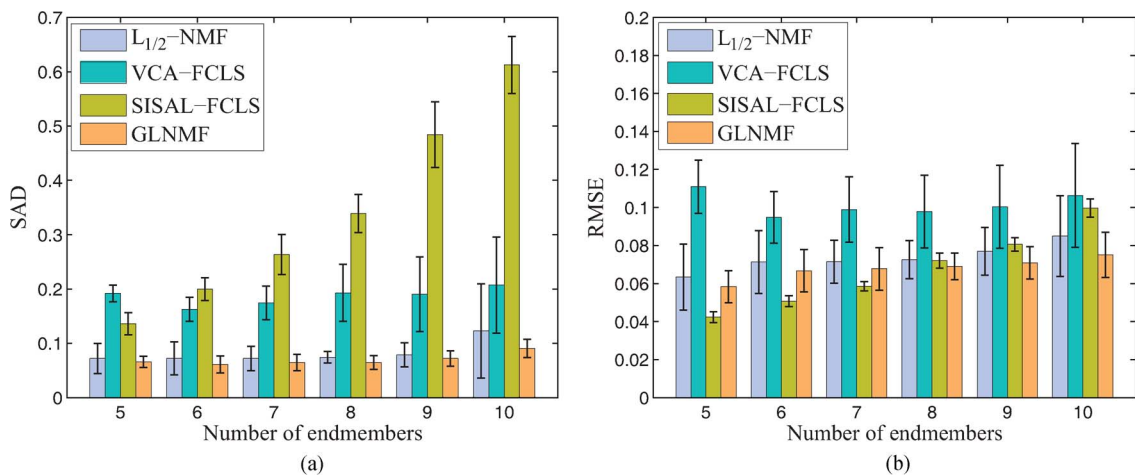 0.7
0.6
0.5
0.4
0.3
0.2
0.1
0
SAD
L1/2−NMF
VCA−FCLS
SISAL−FCLS
GLNMF
5 6 7 8 9 10
Number of endmembers
(a)
0.2
0.18
0.16
0.14
0.12
0.1
0.08
0.06
0.04
0.02
0
RMSE
L1/2−NMF
VCA−FCLS
SISAL−FCLS
GLNMF
5 6 7 8 9 10
Number of endmembers
(b)